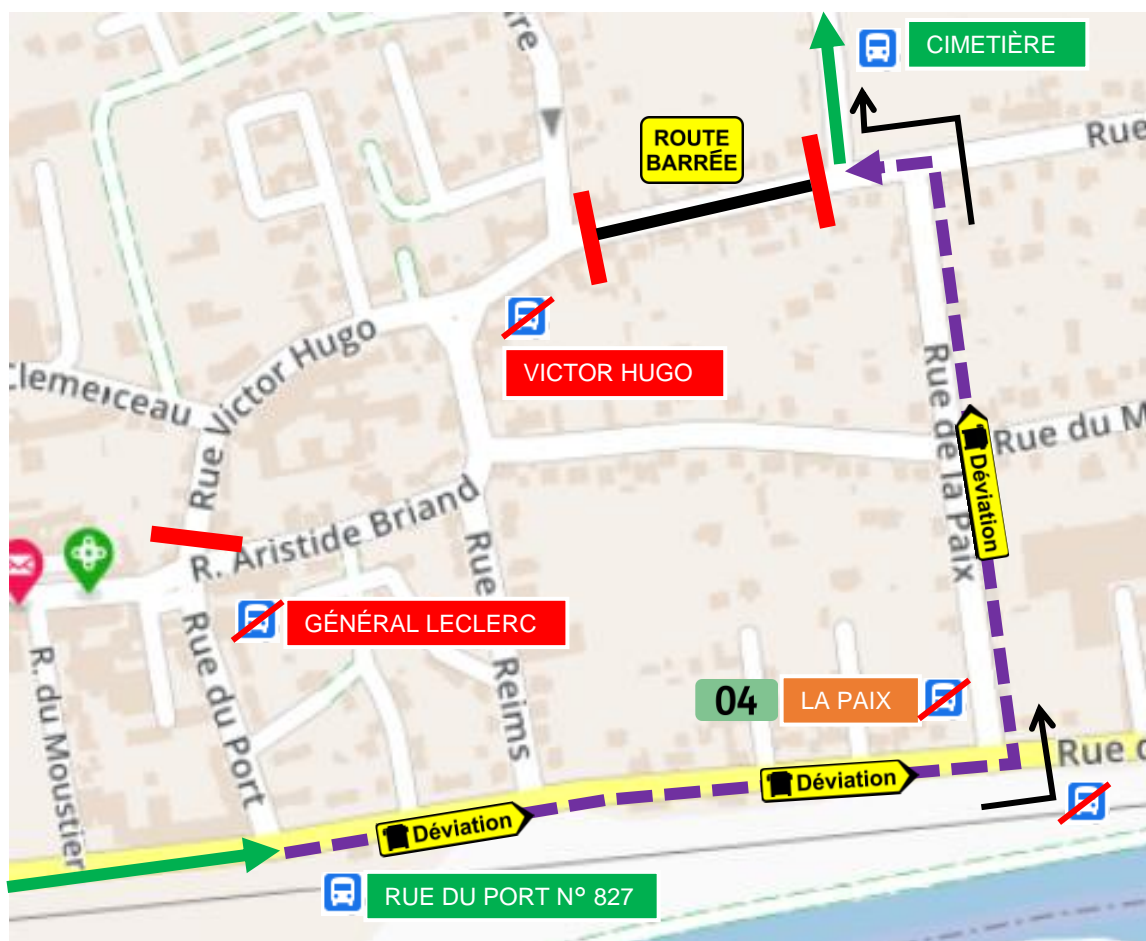 CIMETIÈRE
ROUTE
BARRÉE
Rue
VICTOR HUGO
Rue Victor Hugo
Clemenceau
Rue de la Paix
Rue du M
Déviation
R. Aristide Briand
GÉNÉRAL LECLERC
Rue
Reims
R. du Moustier
Rue du Port
04
LA PAIX
Rue d
Déviation
Déviation
RUE DU PORT N° 827